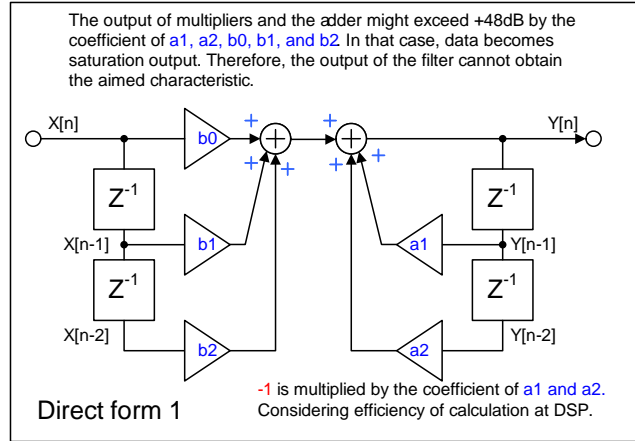 The output of multipliers and the adder might exceed +48dB by the
coefficient of a1, a2, b0, b1, and b2. In that case, data becomes
saturation output. Therefore, the output of the filter cannot obtain
the aimed characteristic.
X[n]
b0
+
+
+
+
+
+
+
+
Y[n]
Z-1
Z-1
X[n-1]
b1
a1
Y[n-1]
Z-1
Z-1
X[n-2]
b2
a2
Y[n-2]
-1 is multiplied by the coefficient of a1 and a2.
Considering efficiency of calculation at DSP.
Direct form 1